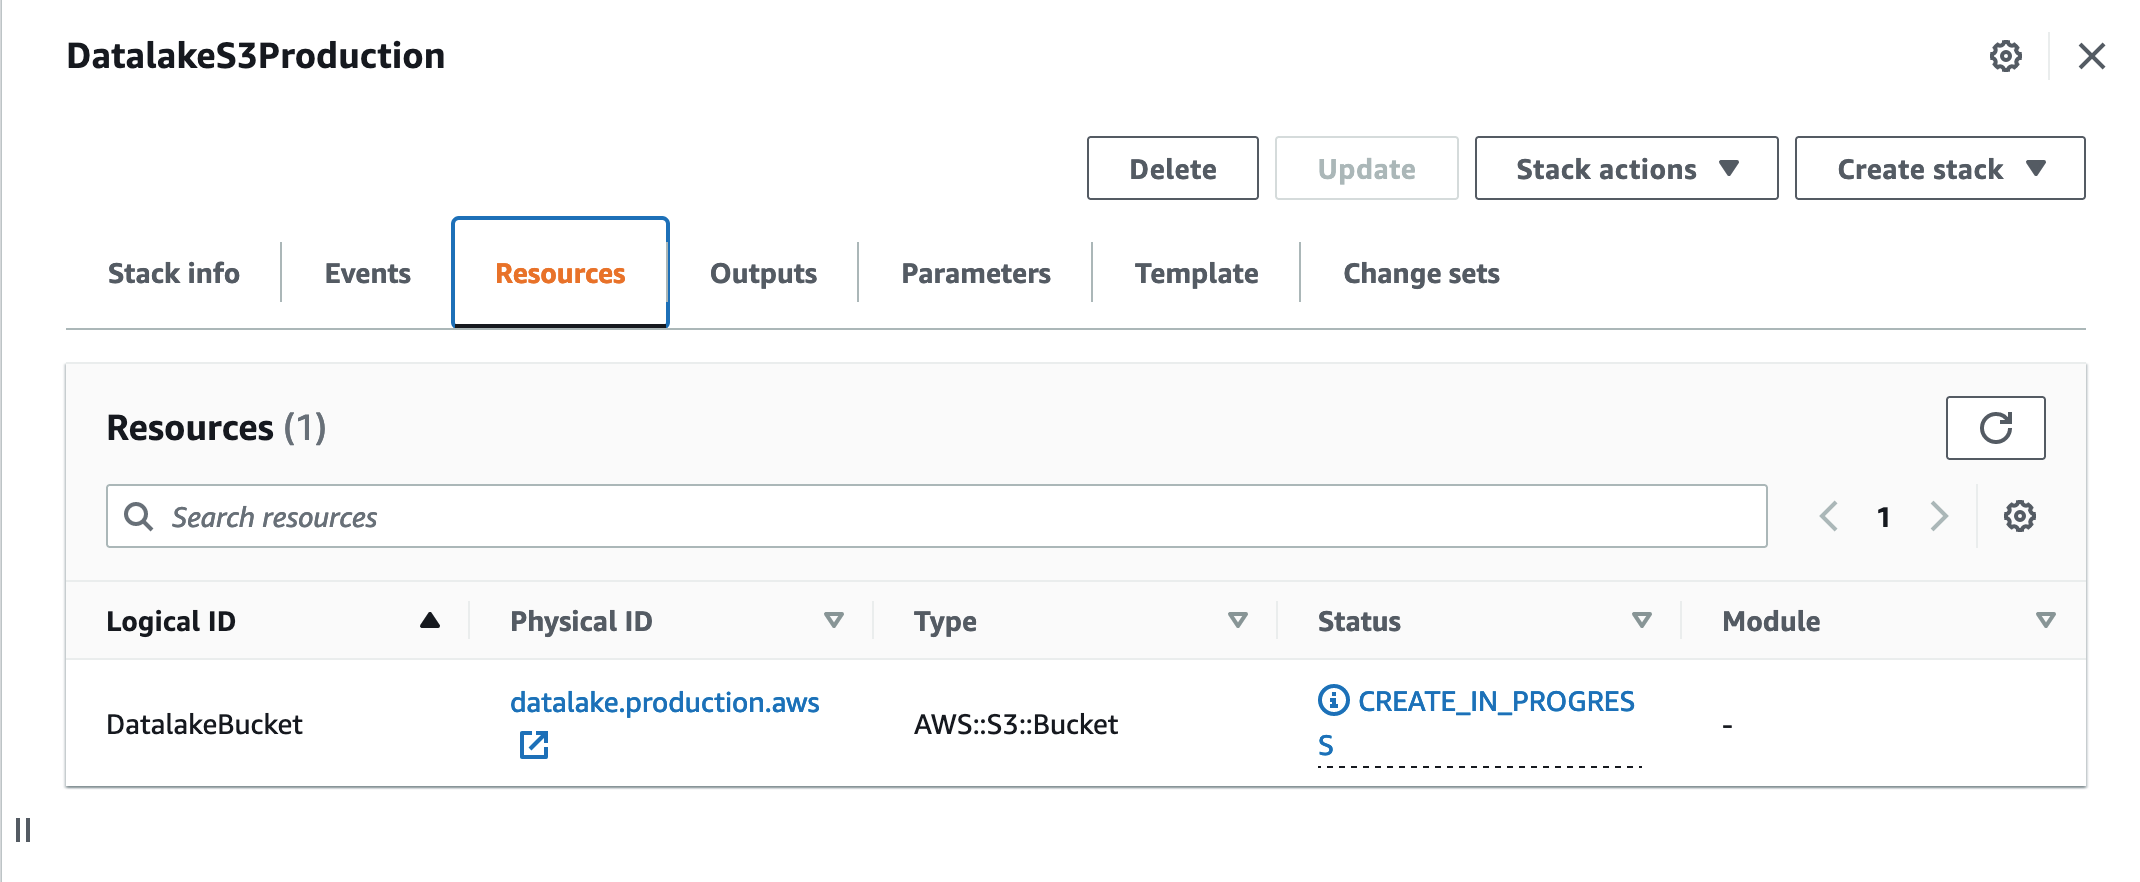 DatalakeS3Production
Delete
Update
Stack actions
Create stack
Stack info
Events
Resources
Outputs
Parameters
Template
Change sets
Resources (1)
Search resources
1
Logical ID
Physical ID
Type
Status
Module
DatalakeBucket
datalake.production.aws
AWS::S3::Bucket
CREATE_IN_PROGRES
S
-